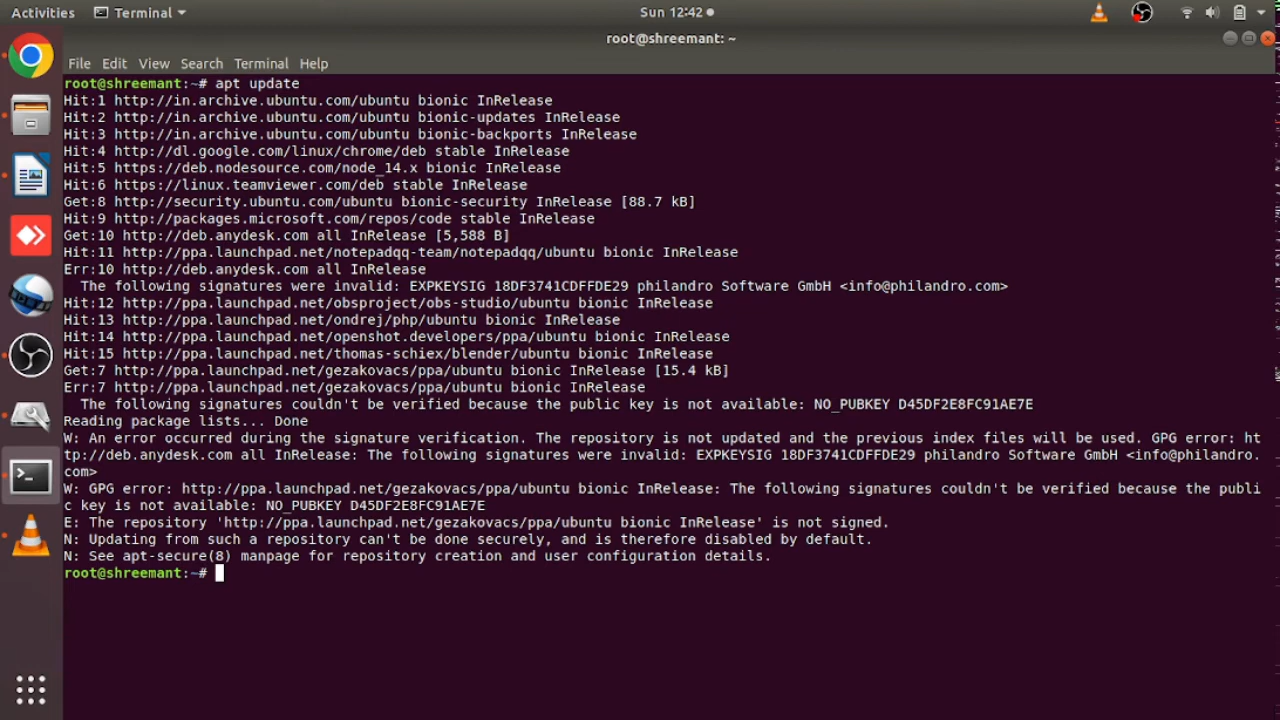 Activities Terminal Sun 12:42
root@shreemant: ~
File Edit View Search Terminal Help
root@shreemant:~# apt update
Hit:1 http://in.archive.ubuntu.com/ubuntu bionic InRelease
Hit:2 http://in.archive.ubuntu.com/ubuntu bionic-updates InRelease
Hit:3 http://in.archive.ubuntu.com/ubuntu bionic-backports InRelease
Hit:4 http://dl.google.com/linux/chrome/deb stable InRelease
Hit:5 https://deb.nodesource.com/node_14.x bionic InRelease
Hit:6 https://linux.teamviewer.com/deb stable InRelease
Get:8 http://security.ubuntu.com/ubuntu bionic-security InRelease [88.7 kB]
Hit:9 http://packages.microsoft.com/repos/code stable InRelease
Get:10 http://deb.anydesk.com all InRelease [5,588 B]
Hit:11 http://ppa.launchpad.net/notepadqq-team/notepadqq/ubuntu bionic InRelease
Err:10 http://deb.anydesk.com all InRelease
The following signatures were invalid: EXPKEYSIG 18DF3741CDFFDE29 philandro Software GmbH <info@philandro.com>
Hit:12 http://ppa.launchpad.net/obsproject/obs-studio/ubuntu bionic InRelease
Hit:13 http://ppa.launchpad.net/ondrej/php/ubuntu bionic InRelease
Hit:14 http://ppa.launchpad.net/openshot.developers/ppa/ubuntu bionic InRelease
Hit:15 http://ppa.launchpad.net/thomas-schiex/blender/ubuntu bionic InRelease
Get:7 http://ppa.launchpad.net/gezakovacs/ppa/ubuntu bionic InRelease [15.4 kB]
Err:7 http://ppa.launchpad.net/gezakovacs/ppa/ubuntu bionic InRelease
The following signatures couldn't be verified because the public key is not available: NO_PUBKEY D45DF2E8FC91AE7E
Reading package lists... Done
W: An error occurred during the signature verification. The repository is not updated and the previous index files will be used. GPG error: ht
tp://deb.anydesk.com all InRelease: The following signatures were invalid: EXPKEYSIG 18DF3741CDFFDE29 philandro Software GmbH <info@philandro.
com>
W: GPG error: http://ppa.launchpad.net/gezakovacs/ppa/ubuntu bionic InRelease: The following signatures couldn't be verified because the publi
c key is not available: NO_PUBKEY D45DF2E8FC91AE7E
E: The repository 'http://ppa.launchpad.net/gezakovacs/ppa/ubuntu bionic InRelease' is not signed.
N: Updating from such a repository can't be done securely, and is therefore disabled by default.
N: See apt-secure(8) manpage for repository creation and user configuration details.
root@shreemant:~#